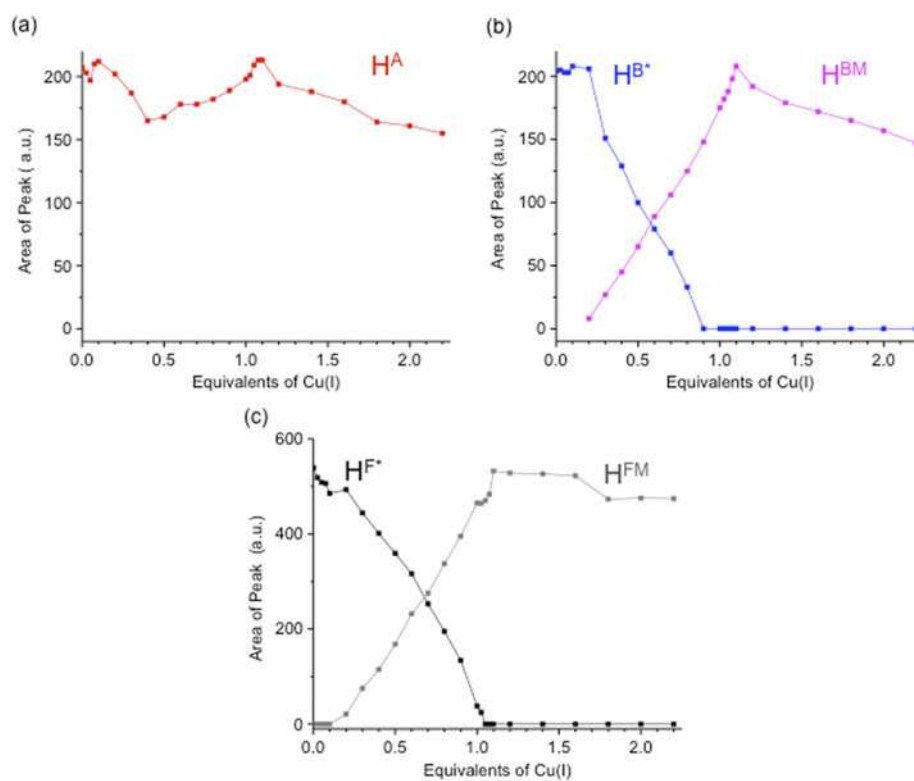 (a)
H^A
Area of Peak ( a.u.)
200
150
100
50
0
0.0 0.5 1.0 1.5 2.0
Equivalents of Cu(I)
(b)
H^B* H^BM
Area of Peak (a.u.)
200
150
100
50
0
0.0 0.5 1.0 1.5 2.0
Equivalents of Cu(I)
(c)
H^F* H^FM
Area of Peak (a.u.)
600
400
200
0
0.0 0.5 1.0 1.5 2.0
Equivalents of Cu(I)